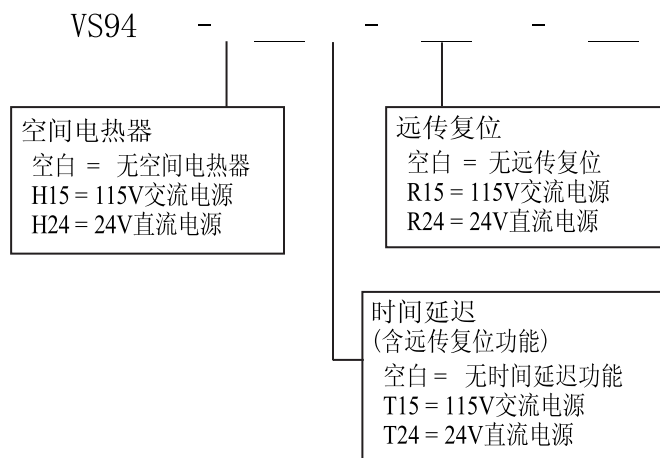 VS94 - ___ - ___ - ___
空间电热器
空白 = 无空间电热器
H15 = 115V交流电源
H24 = 24V直流电源
远传复位
空白 = 无远传复位
R15 = 115V交流电源
R24 = 24V直流电源
时间延迟
(含远传复位功能)
空白 = 无时间延迟功能
T15 = 115V交流电源
T24 = 24V直流电源